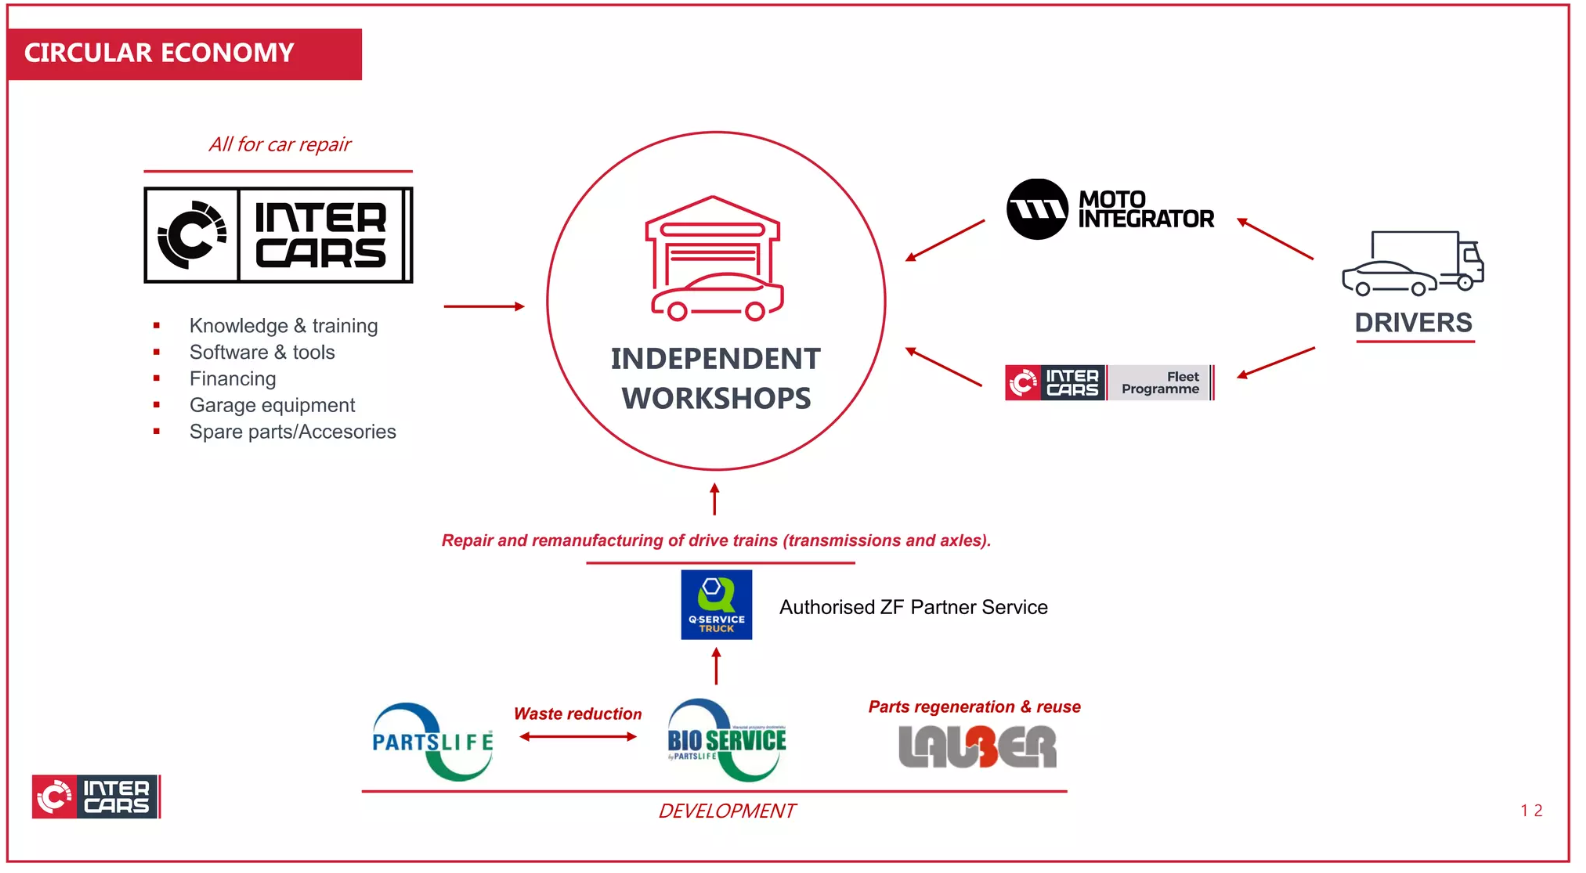 CIRCULAR ECONOMY
All for car repair
INTER
CARS
Knowledge & training
Software & tools
Financing
Garage equipment
Spare parts/Accesories
INDEPENDENT
WORKSHOPS
MOTO
INTEGRATOR
INTER
CARS
Fleet
Programme
DRIVERS
Repair and remanufacturing of drive trains (transmissions and axles).
Q-SERVICE
TRUCK
Authorised ZF Partner Service
PARTSLIFE
Waste reduction
BIO SERVICE
by PARTSLIFE
Parts regeneration & reuse
LAUBER
DEVELOPMENT
INTER
CARS
12